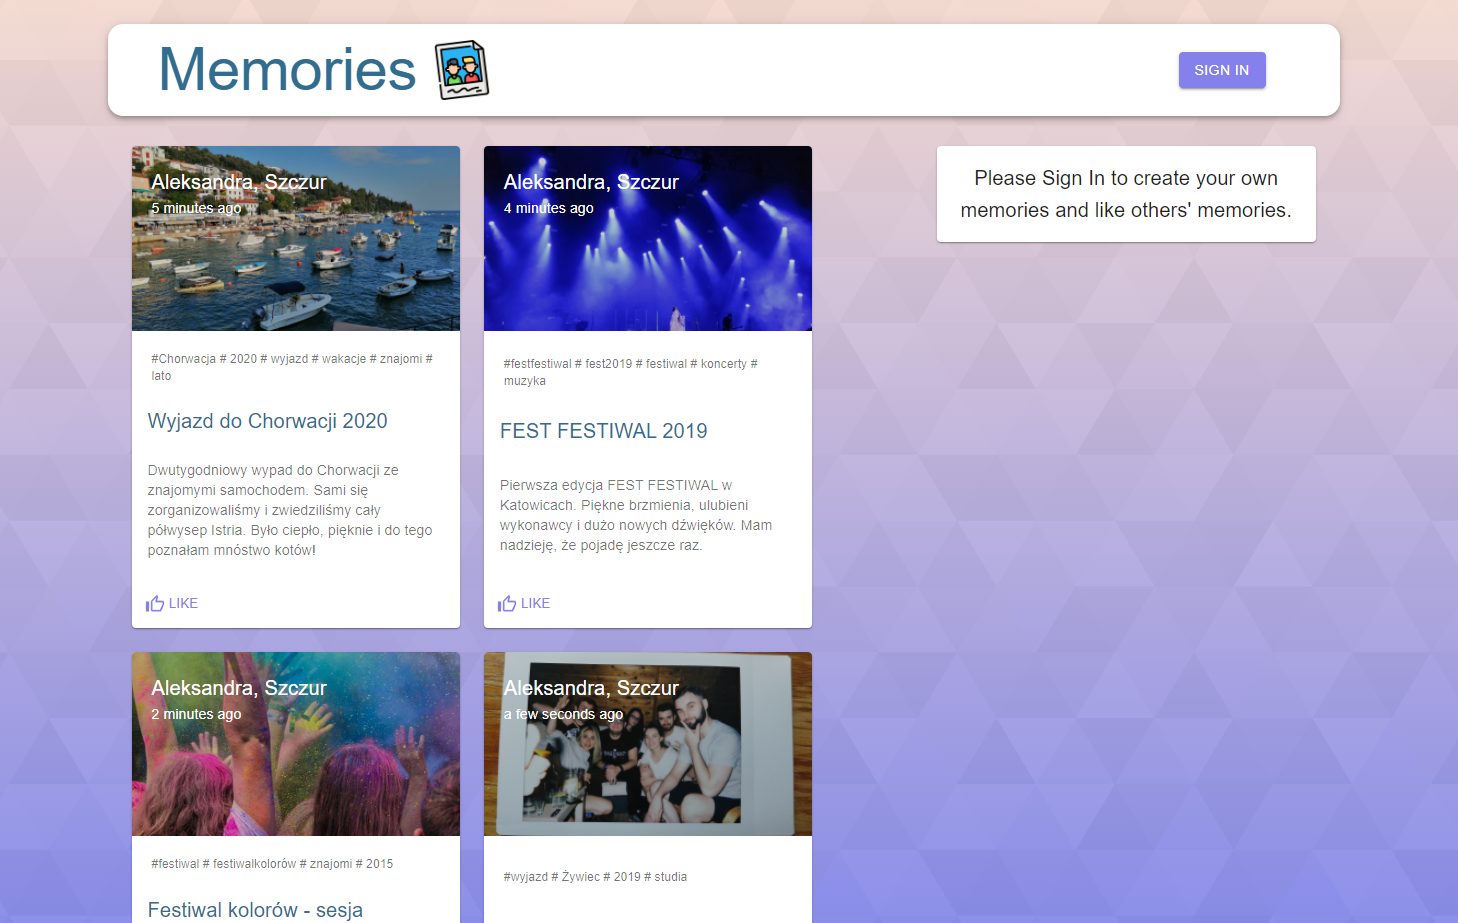 Memories
SIGN IN
Aleksandra, Szczur
5 minutes ago
#Chorwacja # 2020 # wyjazd # wakacje # znajomi #
lato
Wyjazd do Chorwacji 2020
Dwutygodniowy wypad do Chorwacji ze
znajomymi samochodem. Sami się
zorganizowaliśmy i zwiedziliśmy cały
półwysep Istria. Było ciepło, pięknie i do tego
poznałam mnóstwo kotów!
LIKE
Aleksandra, Szczur
4 minutes ago
#festfestiwal # fest2019 # festiwal # koncerty #
muzyka
FEST FESTIWAL 2019
Pierwsza edycja FEST FESTIWAL w
Katowicach. Piękne brzmienia, ulubieni
wykonawcy i dużo nowych dźwięków. Mam
nadzieję, że pojadę jeszcze raz.
LIKE
Please Sign In to create your own
memories and like others' memories.
Aleksandra, Szczur
2 minutes ago
#festiwal # festiwalkolorów # znajomi # 2015
Festiwal kolorów - sesja
Aleksandra, Szczur
a few seconds ago
#wyjazd # Żywiec # 2019 # studia